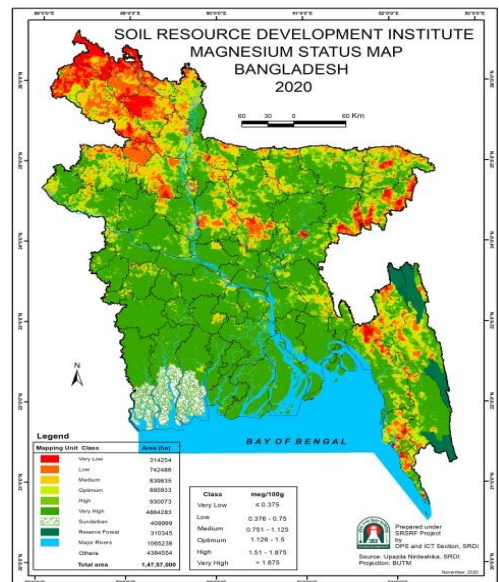 SOIL RESOURCE DEVELOPMENT INSTITUTE
MAGNESIUM STATUS MAP
BANGLADESH
2020
60 30 0 60 Km
N
BAY OF BENGAL
Legend
Mapping Unit Class Area (ha)
Very Low 314254
Low 742466
Medium 839835
Optimum 895933
High 930073
Very High 4864283
Sundarban 409999
Reserve Forest 310345
Major Rivers 1065238
Others 4384554
Total area 1,47,57,000
Class meq/100g
Very Low ≤ 0.375
Low 0.376 - 0.75
Medium 0.751 - 1.125
Optimum 1.126 - 1.5
High 1.51 - 1.875
Very High > 1.875
Prepared under
SRSRF Project
by
DPS and ICT Section, SRDI
Source: Upazila Nirdeshika, SRDI
Projection: BUTM
November, 2020